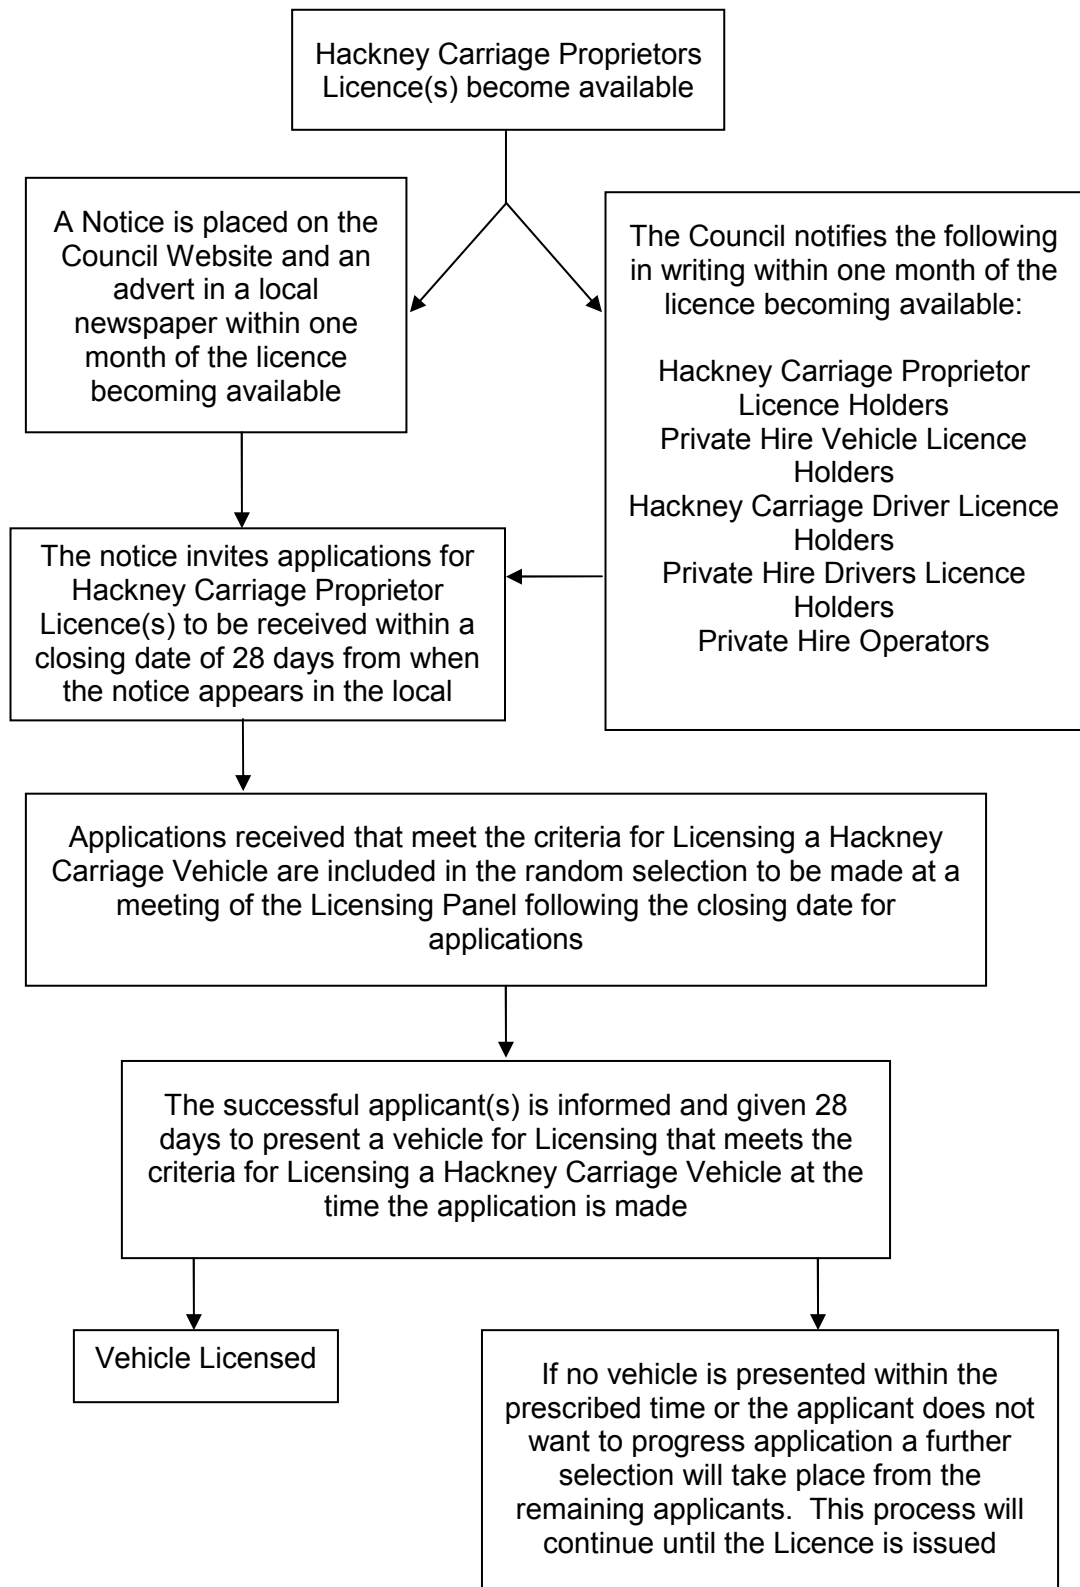 Hackney Carriage Proprietors
Licence(s) become available
A Notice is placed on the
Council Website and an
advert in a local
newspaper within one
month of the licence
becoming available
The Council notifies the following
in writing within one month of the
licence becoming available:
Hackney Carriage Proprietor
Licence Holders
Private Hire Vehicle Licence
Holders
Hackney Carriage Driver Licence
Holders
Private Hire Drivers Licence
Holders
Private Hire Operators
The notice invites applications for
Hackney Carriage Proprietor
Licence(s) to be received within a
closing date of 28 days from when
the notice appears in the local
Applications received that meet the criteria for Licensing a Hackney
Carriage Vehicle are included in the random selection to be made at a
meeting of the Licensing Panel following the closing date for
applications
The successful applicant(s) is informed and given 28
days to present a vehicle for Licensing that meets the
criteria for Licensing a Hackney Carriage Vehicle at the
time the application is made
Vehicle Licensed
If no vehicle is presented within the
prescribed time or the applicant does not
want to progress application a further
selection will take place from the
remaining applicants.  This process will
continue until the Licence is issued